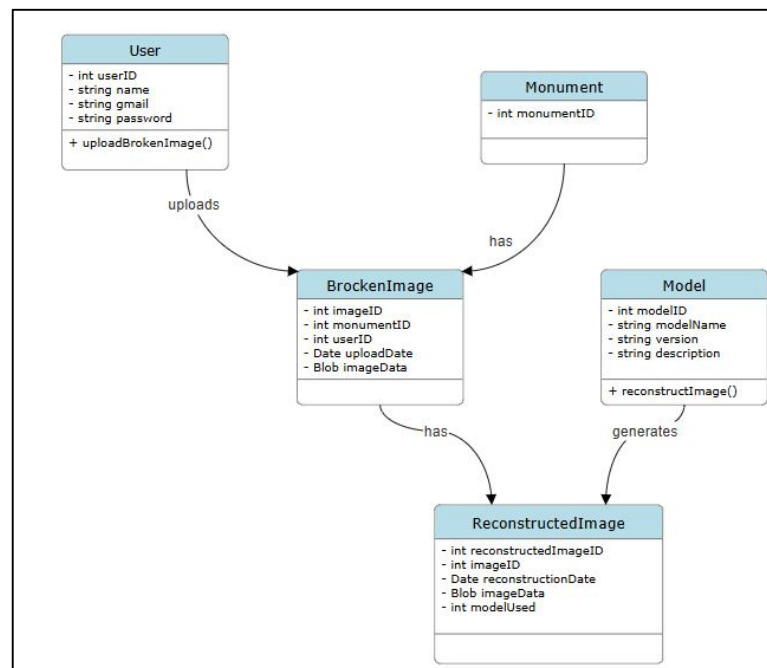 User
- int userID
- string name
- string gmail
- string password
+ uploadBrokenImage()
Monument
- int monumentID
uploads
has
BrockenImage
- int imageID
- int monumentID
- int userID
- Date uploadDate
- Blob imageData
Model
- int modelID
- string modelName
- string version
- string description
+ reconstructImage()
has
generates
ReconstructedImage
- int reconstructedImageID
- int imageID
- Date reconstructionDate
- Blob imageData
- int modelUsed